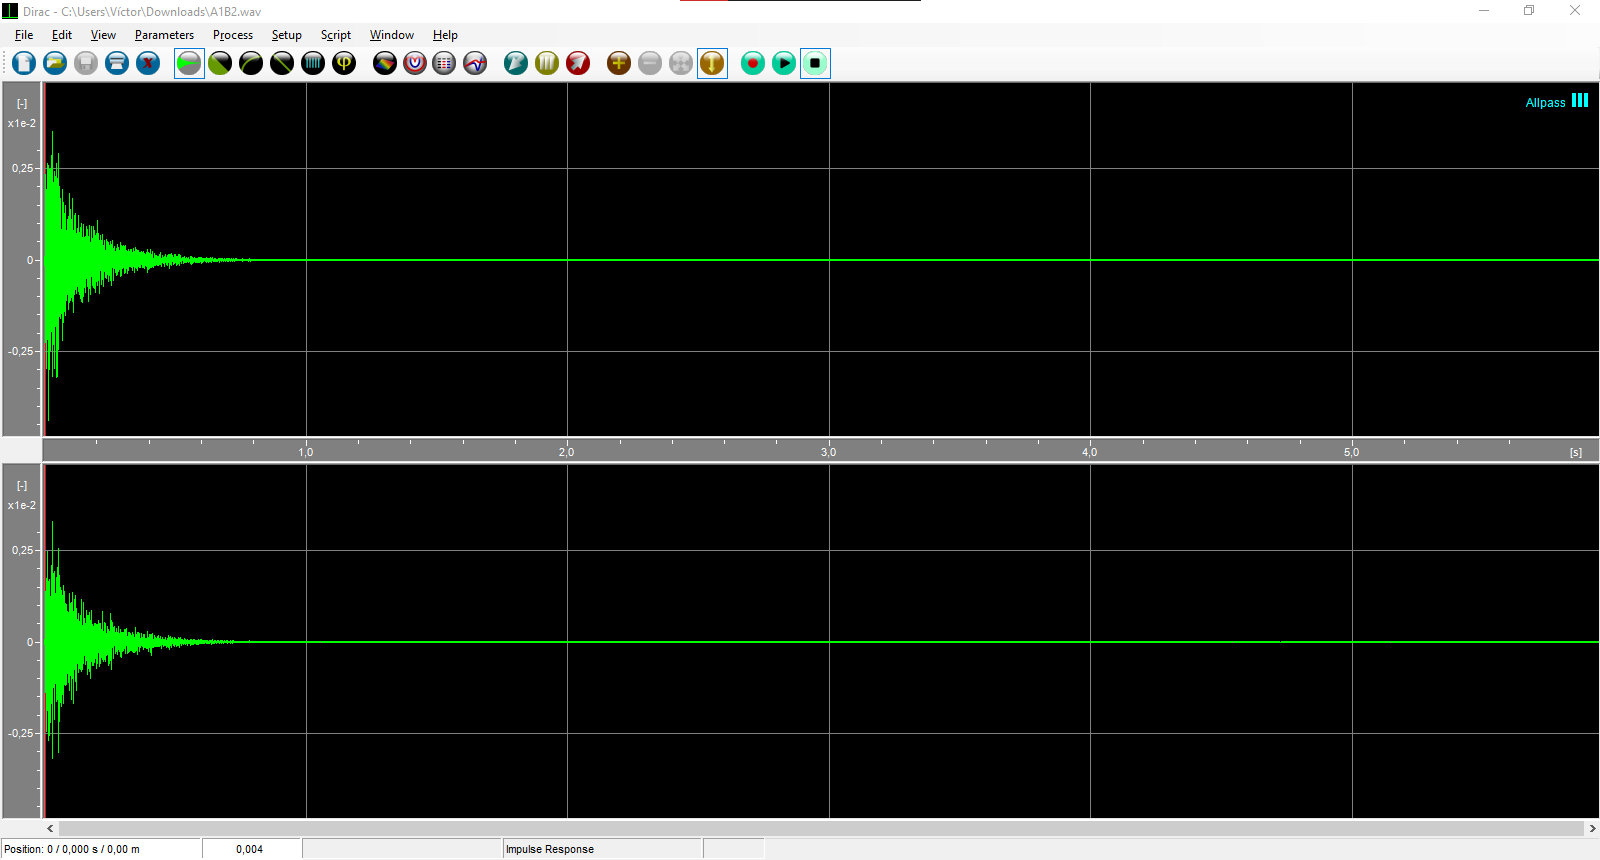 Dirac - C:\Users\Víctor\Downloads\A1B2.wav
File Edit View Parameters Process Setup Script Window Help
[-]
x1e-2
Allpass
0,25
0
-0,25
1,0 2,0 3,0 4,0 5,0 [s]
[-]
x1e-2
0,25
0
-0,25
Position: 0 / 0,000 s / 0,00 m 0,004 Impulse Response